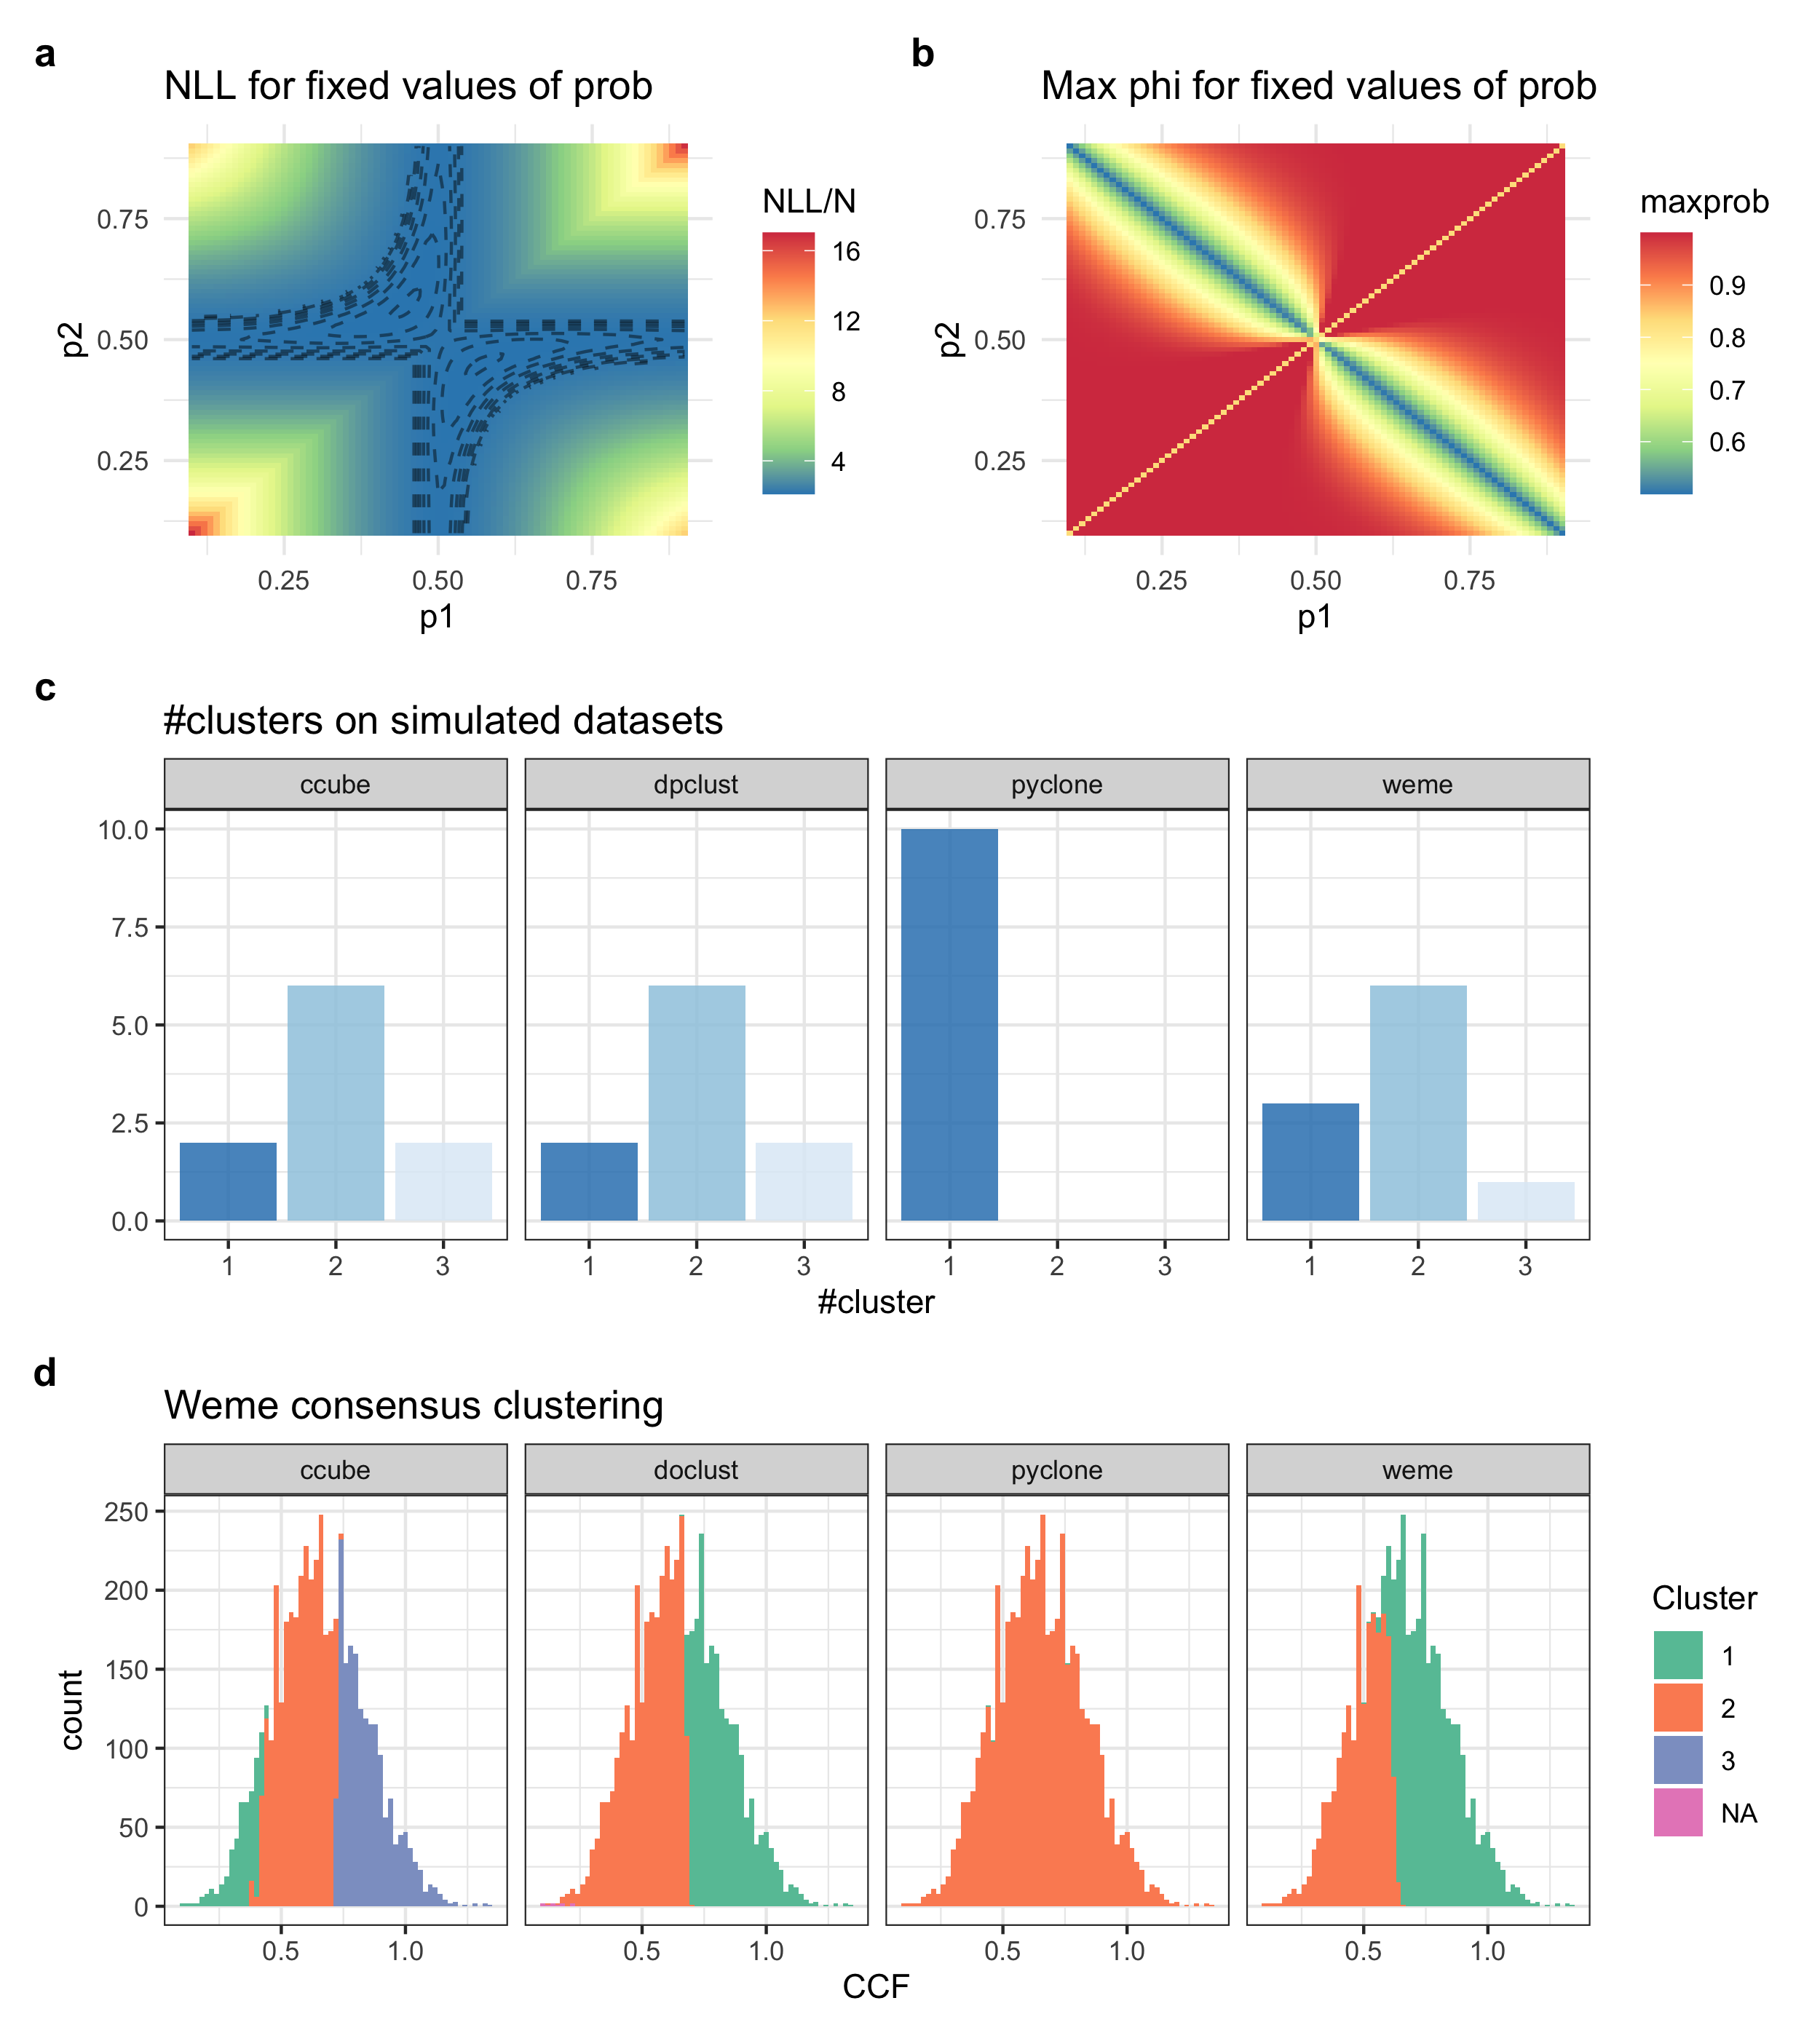 a
NLL for fixed values of prob
p2
0.75
0.50
0.25
0.25 0.50 0.75
p1
NLL/N
16
12
8
4
b
Max phi for fixed values of prob
p2
0.75
0.50
0.25
0.25 0.50 0.75
p1
maxprob
0.9
0.8
0.7
0.6
c
#clusters on simulated datasets
ccube dpclust pyclone weme
10.0
7.5
5.0
2.5
0.0
1 2 3 1 2 3 1 2 3 1 2 3
#cluster
d
Weme consensus clustering
ccube doclust pyclone weme
count
250
200
150
100
50
0
0.5 1.0 0.5 1.0 0.5 1.0 0.5 1.0
CCF
Cluster
1
2
3
NA